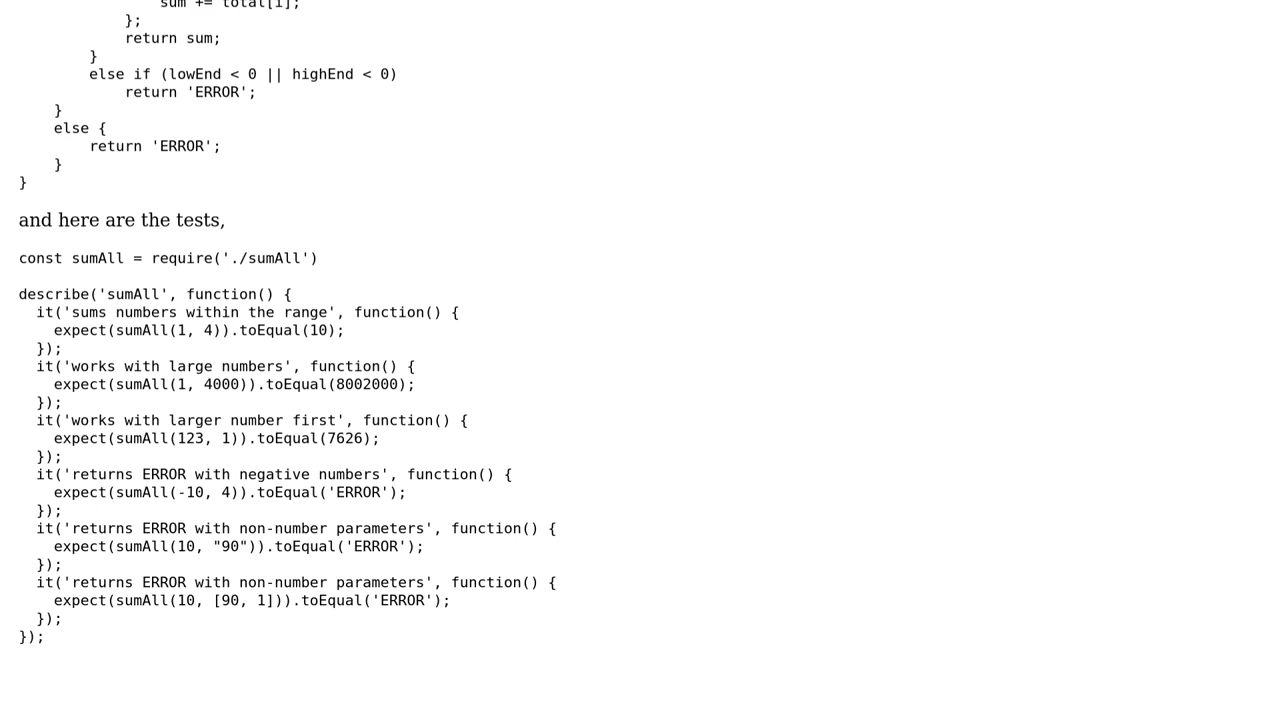 sum += total[i];
};
return sum;
}
else if (lowEnd < 0 || highEnd < 0)
return 'ERROR';
}
else {
return 'ERROR';
}
}
and here are the tests,
const sumAll = require('./sumAll')
describe('sumAll', function() {
it('sums numbers within the range', function() {
expect(sumAll(1, 4)).toEqual(10);
});
it('works with large numbers', function() {
expect(sumAll(1, 4000)).toEqual(8002000);
});
it('works with larger number first', function() {
expect(sumAll(123, 1)).toEqual(7626);
});
it('returns ERROR with negative numbers', function() {
expect(sumAll(-10, 4)).toEqual('ERROR');
});
it('returns ERROR with non-number parameters', function() {
expect(sumAll(10, "90")).toEqual('ERROR');
});
it('returns ERROR with non-number parameters', function() {
expect(sumAll(10, [90, 1])).toEqual('ERROR');
});
});